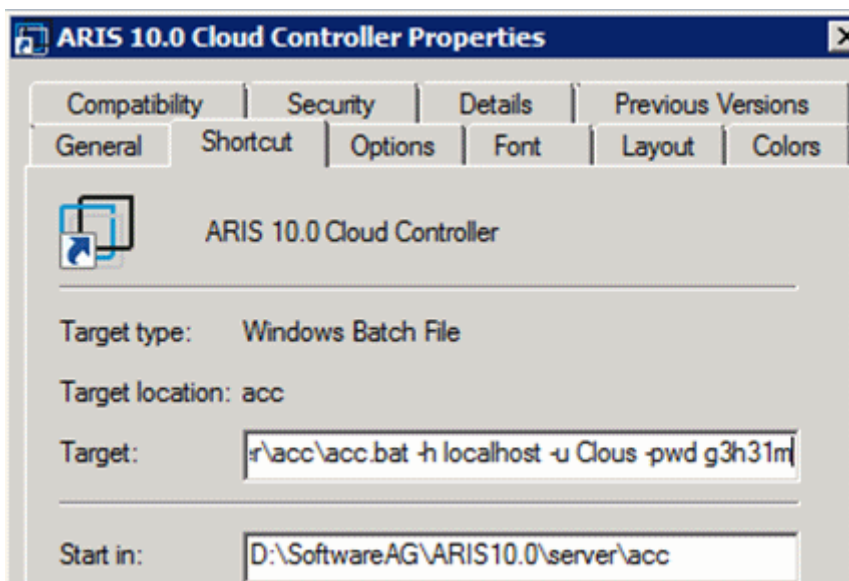 ARIS 10.0 Cloud Controller Properties
Compatibility Security Details Previous Versions
General Shortcut Options Font Layout Colors
ARIS 10.0 Cloud Controller
Target type: Windows Batch File
Target location: acc
Target: r\acc\acc.bat -h localhost -u Clous -pwd g3h31m
Start in: D:\SoftwareAG\ARIS10.0\server\acc